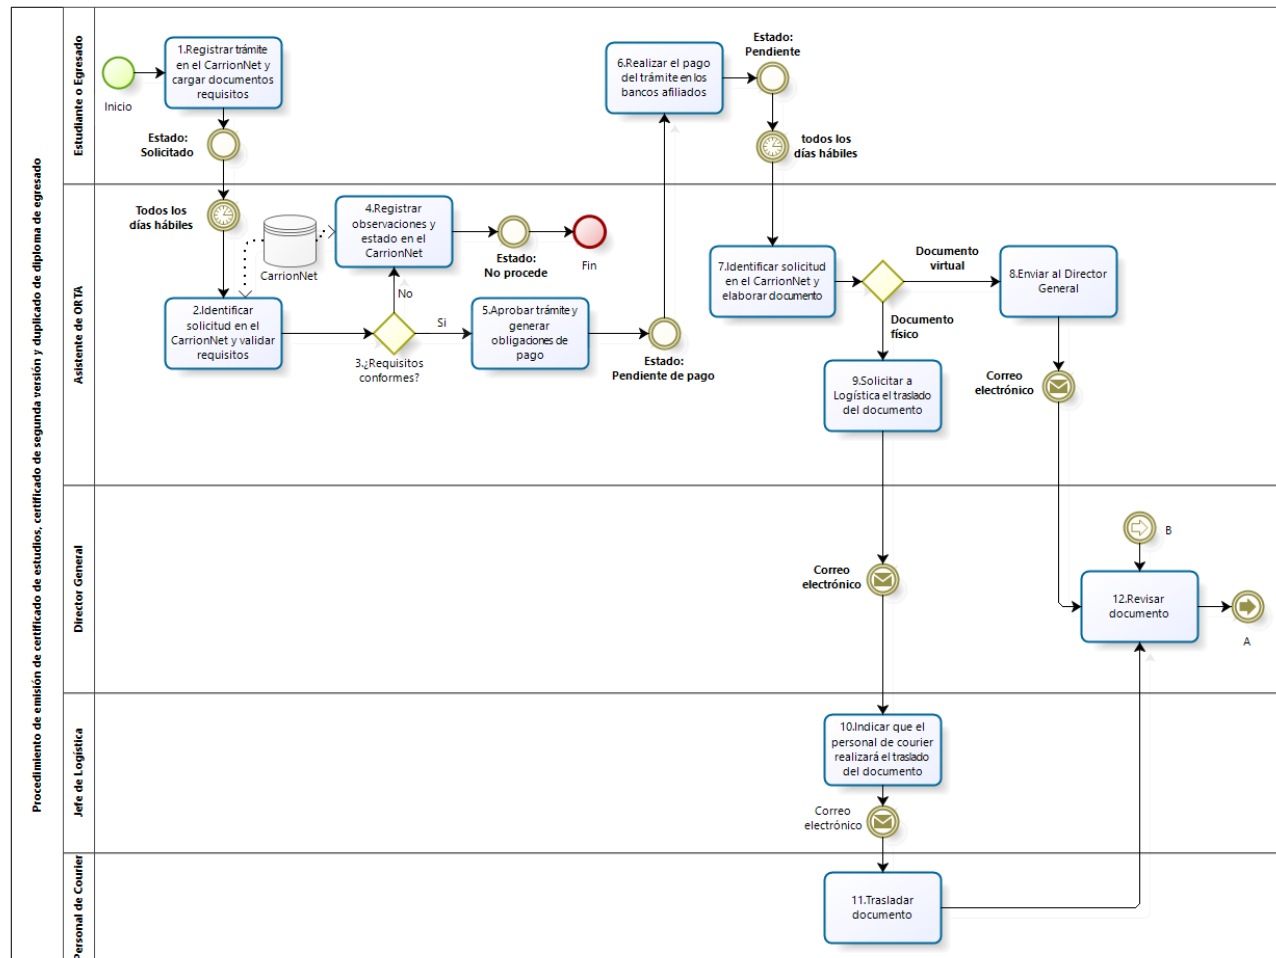 Procedimiento de emisión de certificado de estudios, certificado de segunda versión y duplicado de diploma de egresado
Estudiante o Egresado
Inicio
1.Registrar trámite
en el CarrionNet y
cargar documentos
requisitos
Estado:
Solicitado
6.Realizar el pago
del trámite en los
bancos afiliados
Estado:
Pendiente
todos los
días hábiles
Asistente de ORTA
Todos los
días hábiles
CarrionNet
2.Identificar
solicitud en el
CarrionNet y validar
requisitos
3.¿Requisitos
conformes?
No
Si
4.Registrar
observaciones y
estado en el
CarrionNet
Estado:
No procede
Fin
5.Aprobar trámite y
generar
obligaciones de
pago
Estado:
Pendiente de pago
7.Identificar solicitud
en el CarrionNet y
elaborar documento
Documento
virtual
Documento
físico
8.Enviar al Director
General
Correo
electrónico
9.Solicitar a
Logística el traslado
del documento
Director General
Correo
electrónico
B
12.Revisar
documento
A
Jefe de Logística
10.Indicar que el
personal de courier
realizará el traslado
del documento
Correo
electrónico
Personal de Courier
11.Trasladar
documento